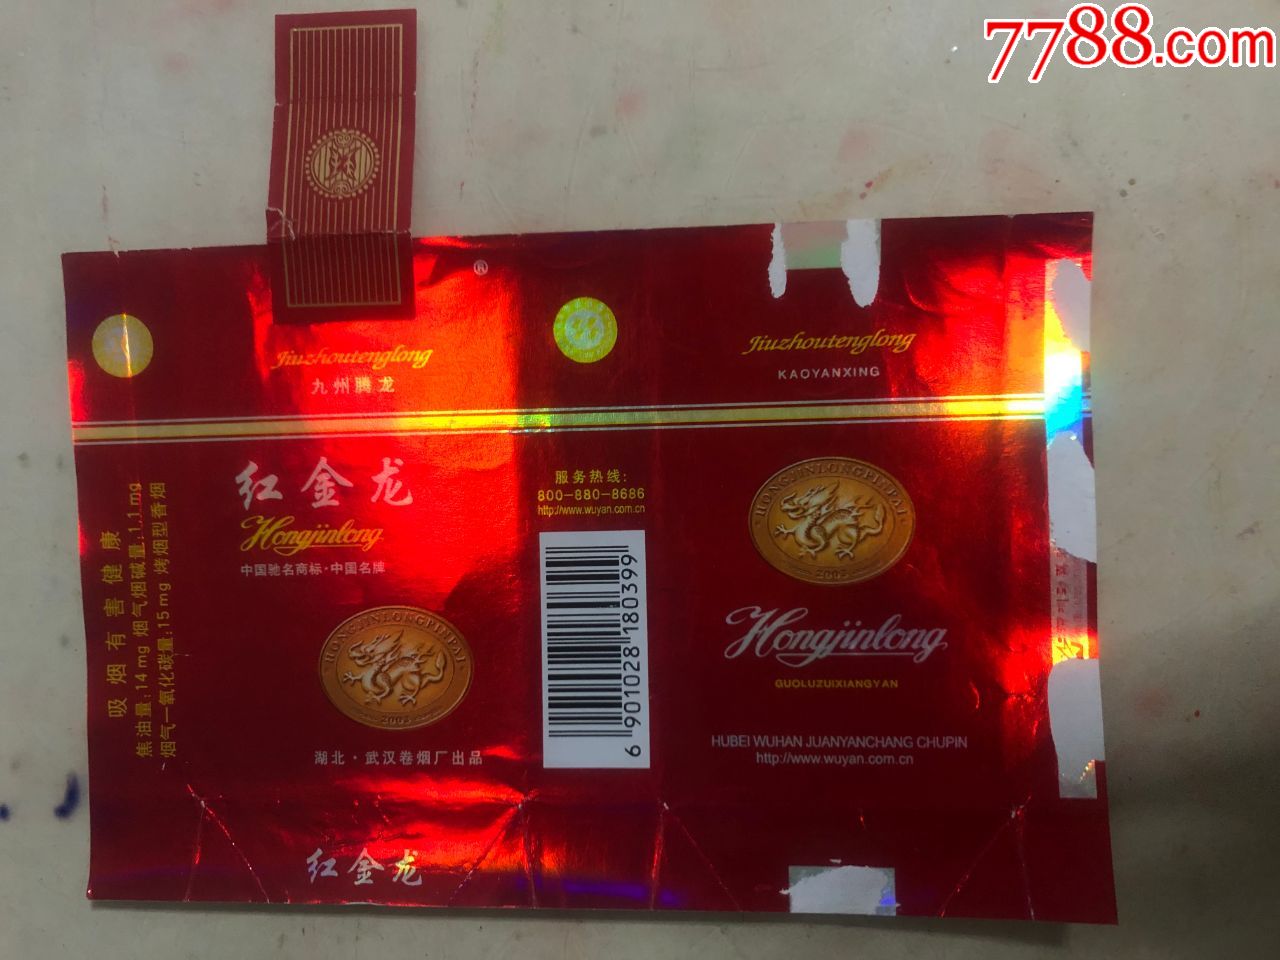 7788.com
®
Jiuzhoutenglong
九州腾龙
红金龙
Hongjinlong
中国驰名商标·中国名牌
HONGJINLONGPINPAI
2005
湖北·武汉卷烟厂出品
红金龙
吸烟有害健康
焦油量:14mg 烟气烟碱量:1.1mg
烟气一氧化碳量:15mg 烤烟型香烟
服务热线:
800-880-8686
http://www.wuyan.com.cn
6901028180399
Jiuzhoutenglong
KAOYANXING
HONGJINLONGPINPAI
2005
Hongjinlong
GUOLUZUIXIANGYAN
HUBEI WUHAN JUANYANCHANG CHUPIN
http://www.wuyan.com.cn